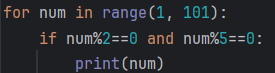 for num in range(1, 101):
    if num%2==0 and num%5==0:
        print(num)